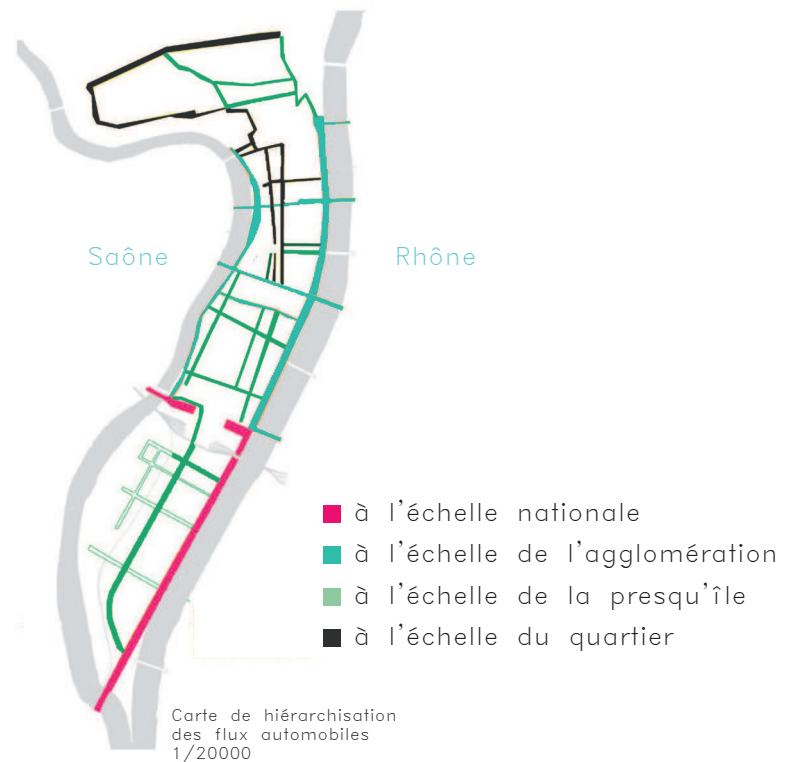 Saône
Rhône
à l'échelle nationale
à l'échelle de l'agglomération
à l'échelle de la presqu'île
à l'échelle du quartier
Carte de hiérarchisation
des flux automobiles
1/20000